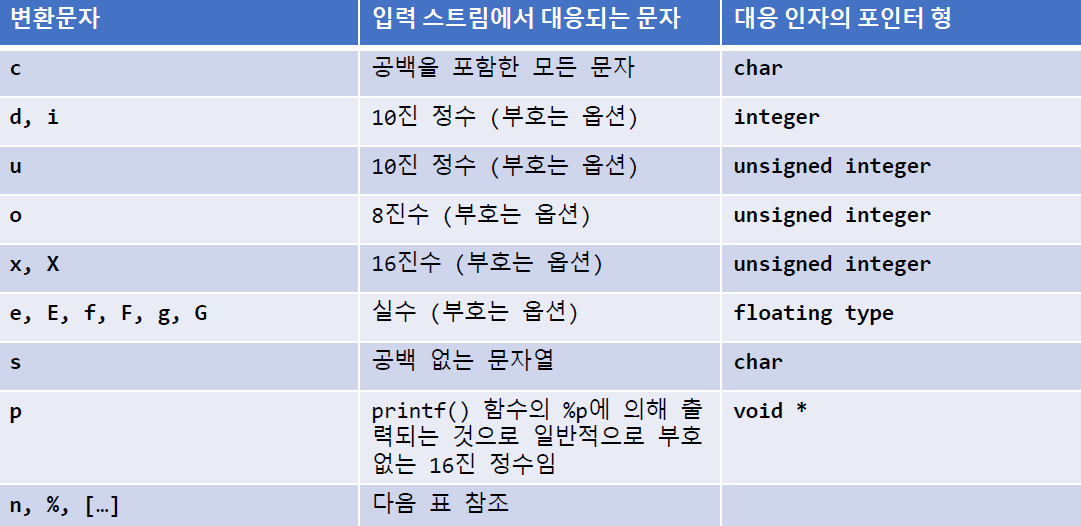 변환문자 입력 스트림에서 대응되는 문자 대응 인자의 포인터 형
c 공백을 포함한 모든 문자 char
d, i 10진 정수 (부호는 옵션) integer
u 10진 정수 (부호는 옵션) unsigned integer
o 8진수 (부호는 옵션) unsigned integer
x, X 16진수 (부호는 옵션) unsigned integer
e, E, f, F, g, G 실수 (부호는 옵션) floating type
s 공백 없는 문자열 char
p printf() 함수의 %p에 의해 출 void *
력되는 것으로 일반적으로 부호
없는 16진 정수임
n, %, […] 다음 표 참조